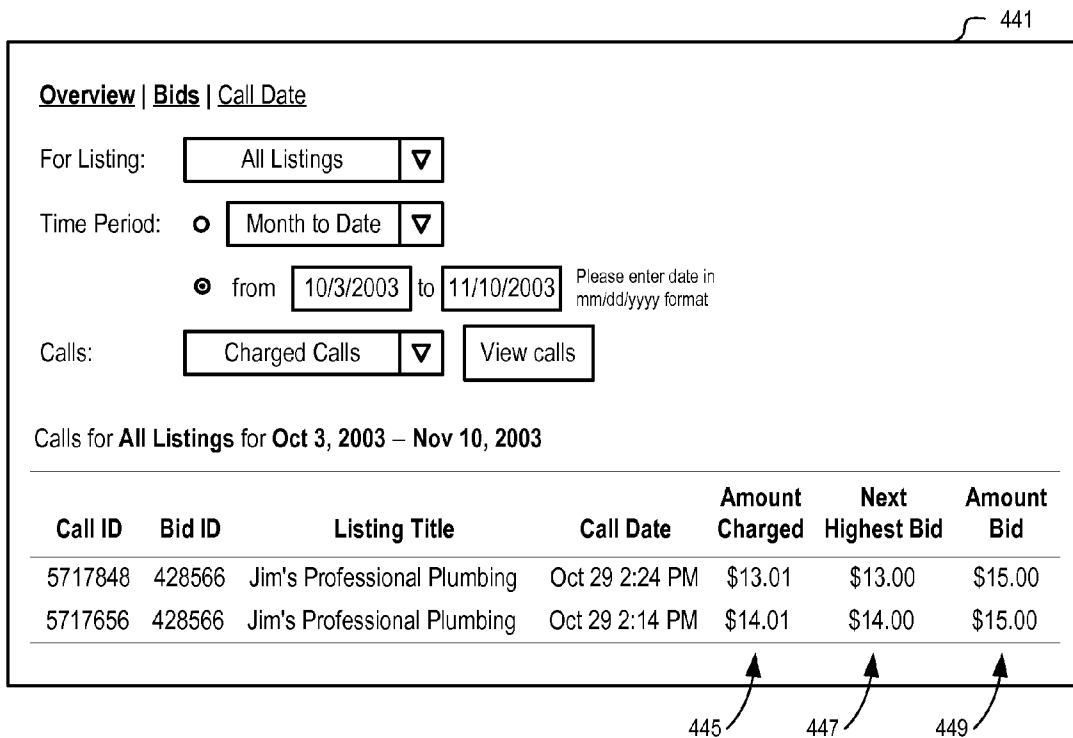 441
Overview | Bids | Call Date
For Listing: All Listings
Time Period: Month to Date
from 10/3/2003 to 11/10/2003 Please enter date in
mm/dd/yyyy format
Calls: Charged Calls View calls
Calls for All Listings for Oct 3, 2003 – Nov 10, 2003
Amount Next Amount
Call ID Bid ID Listing Title Call Date Charged Highest Bid Bid
5717848 428566 Jim's Professional Plumbing Oct 29 2:24 PM $13.01 $13.00 $15.00
5717656 428566 Jim's Professional Plumbing Oct 29 2:14 PM $14.01 $14.00 $15.00
445 447 449